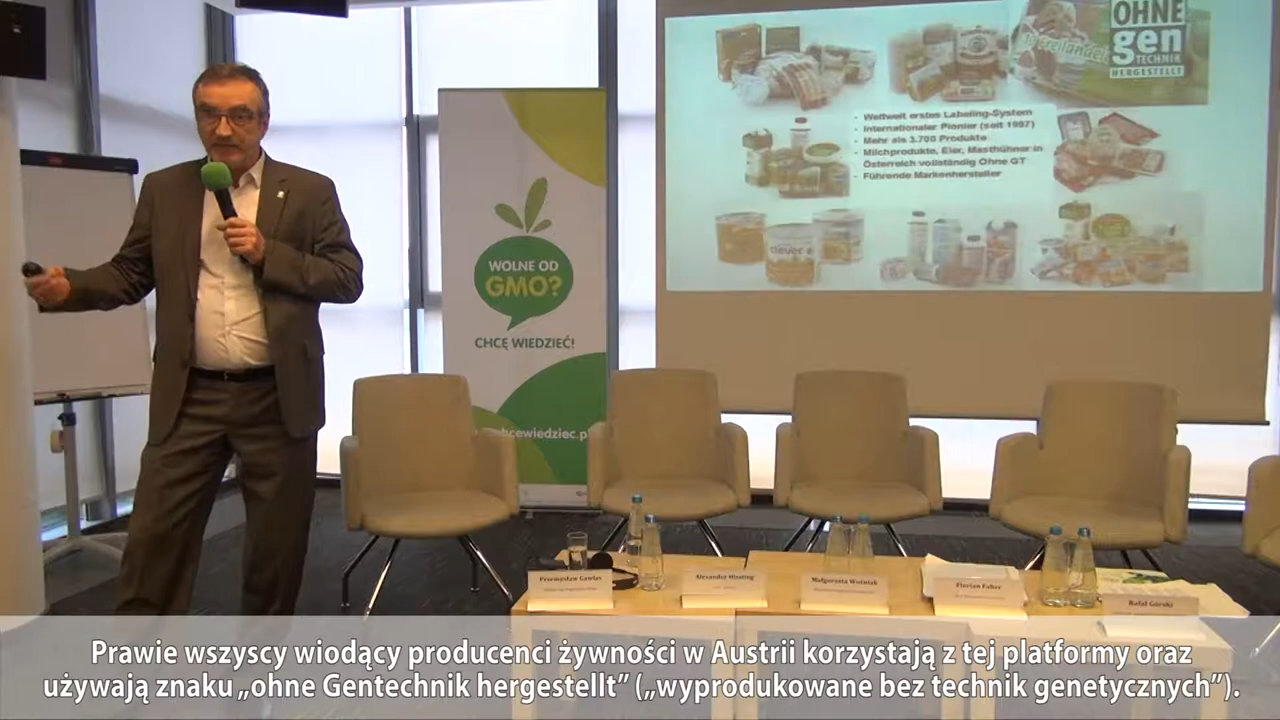 OHNE
gen
TECHNIK
HERGESTELLT
- Weltweit erstes Labeling-System
- Internationaler Pionier (seit 1997)
- Mehr als 3.700 Produkte
- Milchprodukte, Eier, Masthühner in
Österreich vollständig Ohne GT
- Führende Markenhersteller
WOLNE OD
GMO?
CHCĘ WIEDZIEĆ!
chcewiedziec.pl
Przemysław Gawlas
Alexander Hissting
Małgorzata Woźniak
Florian Faber
Rafał Górski
Prawie wszyscy wiodący producenci żywności w Austrii korzystają z tej platformy oraz
używają znaku „ohne Gentechnik hergestellt” („wyprodukowane bez technik genetycznych”).